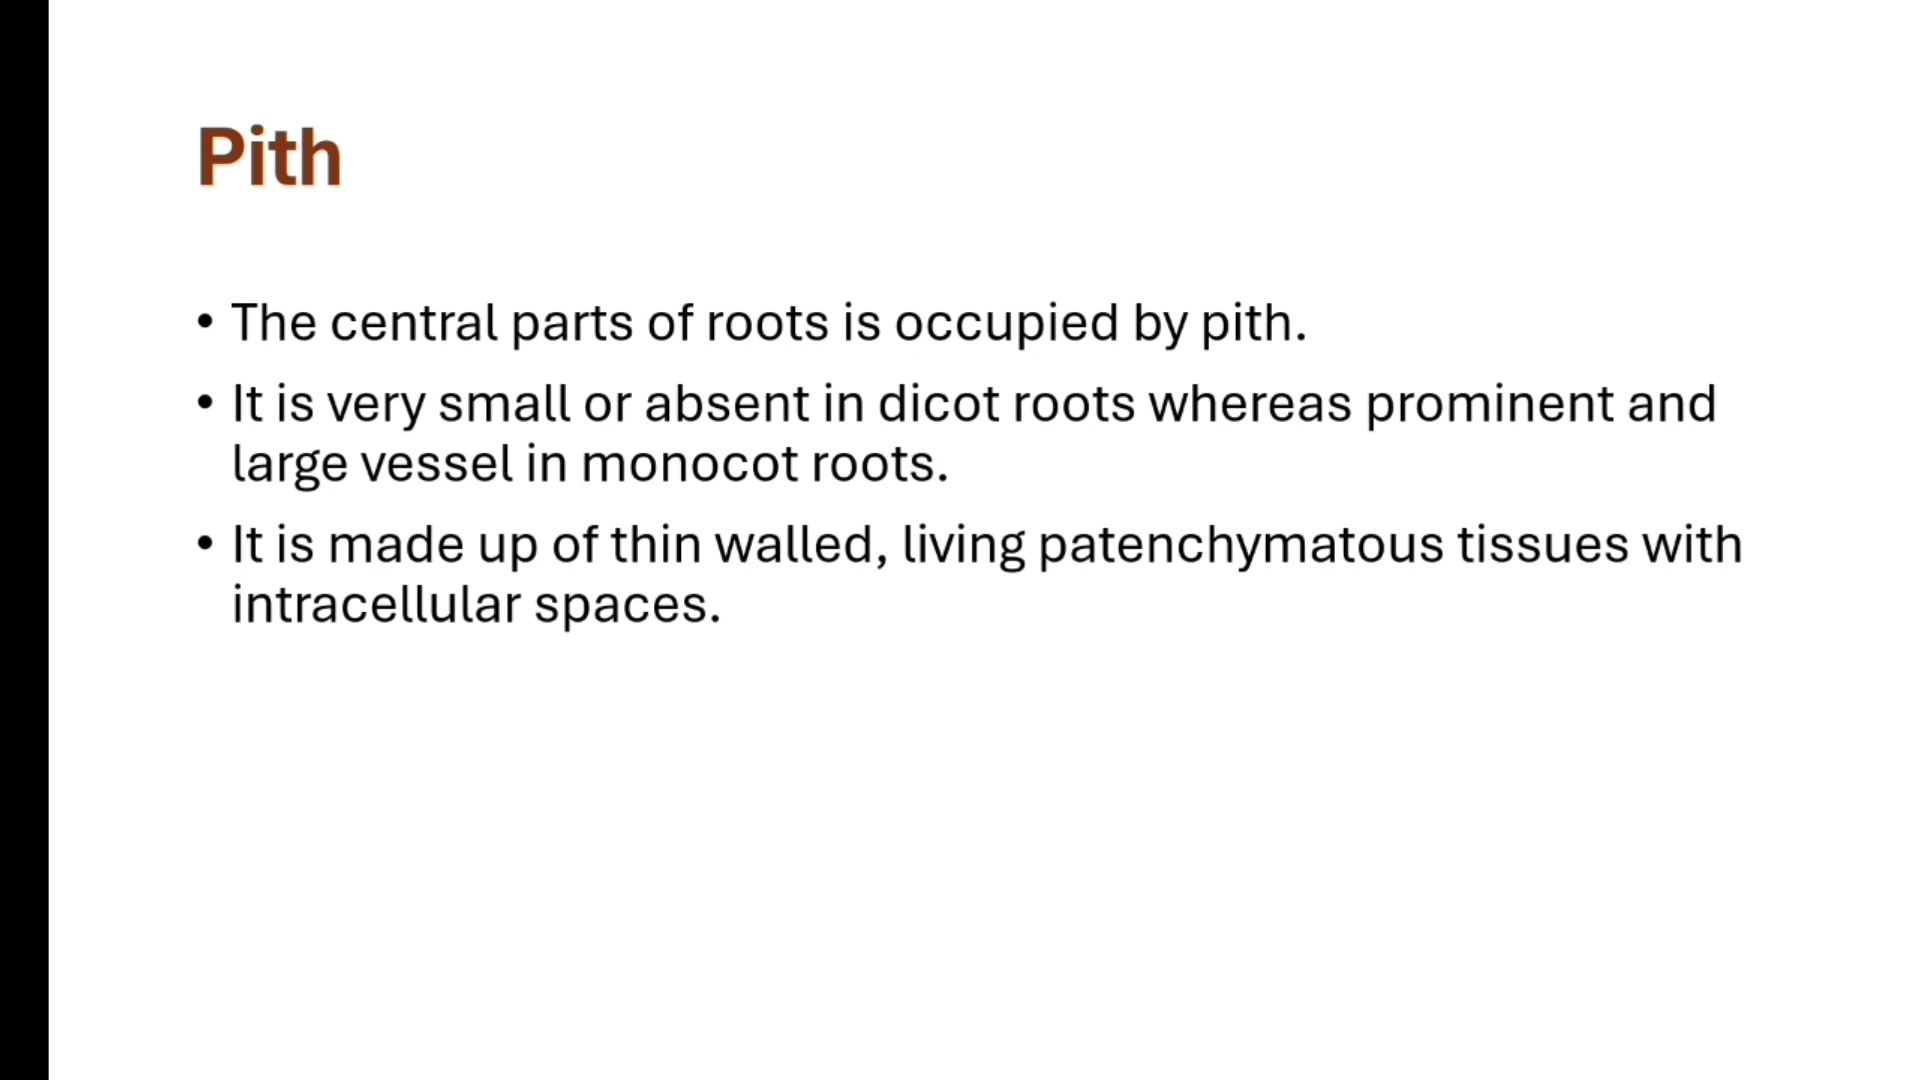 Pith
• The central parts of roots is occupied by pith.
• It is very small or absent in dicot roots whereas prominent and
large vessel in monocot roots.
• It is made up of thin walled, living patenchymatous tissues with
intracellular spaces.